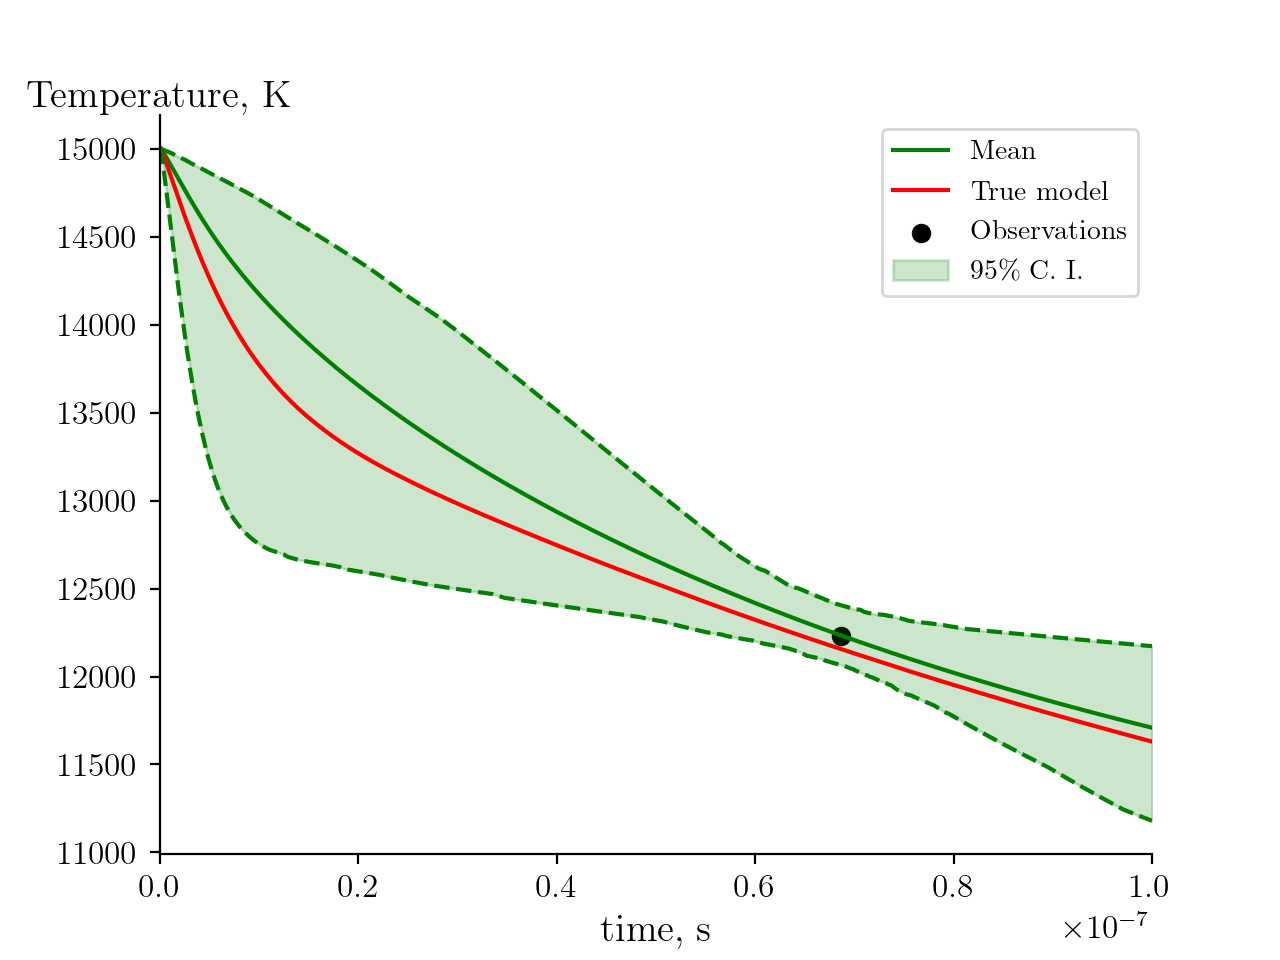 Temperature, K
15000
14500
14000
13500
13000
12500
12000
11500
11000
0.0 0.2 0.4 0.6 0.8 1.0
×10⁻⁷
time, s
Mean
True model
Observations
95% C. I.